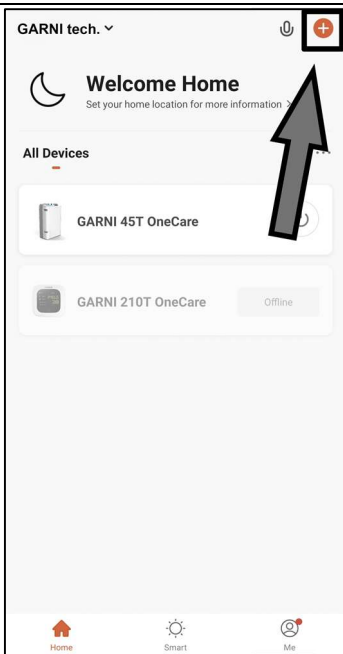 GARNI tech.
Welcome Home
Set your home location for more information >
All Devices
GARNI 45T OneCare
GARNI 210T OneCare
Offline
Home
Smart
Me